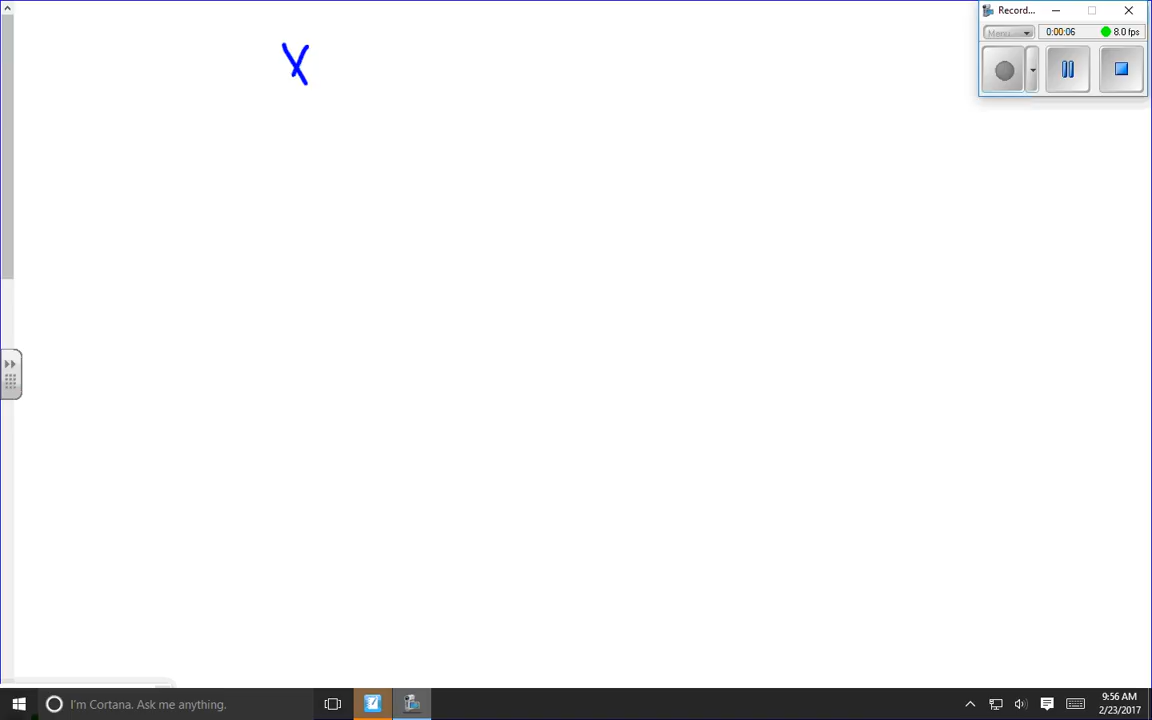 Record...
Menu
0:00:06
8.0 fps
X
I'm Cortana. Ask me anything.
9:56 AM
2/23/2017